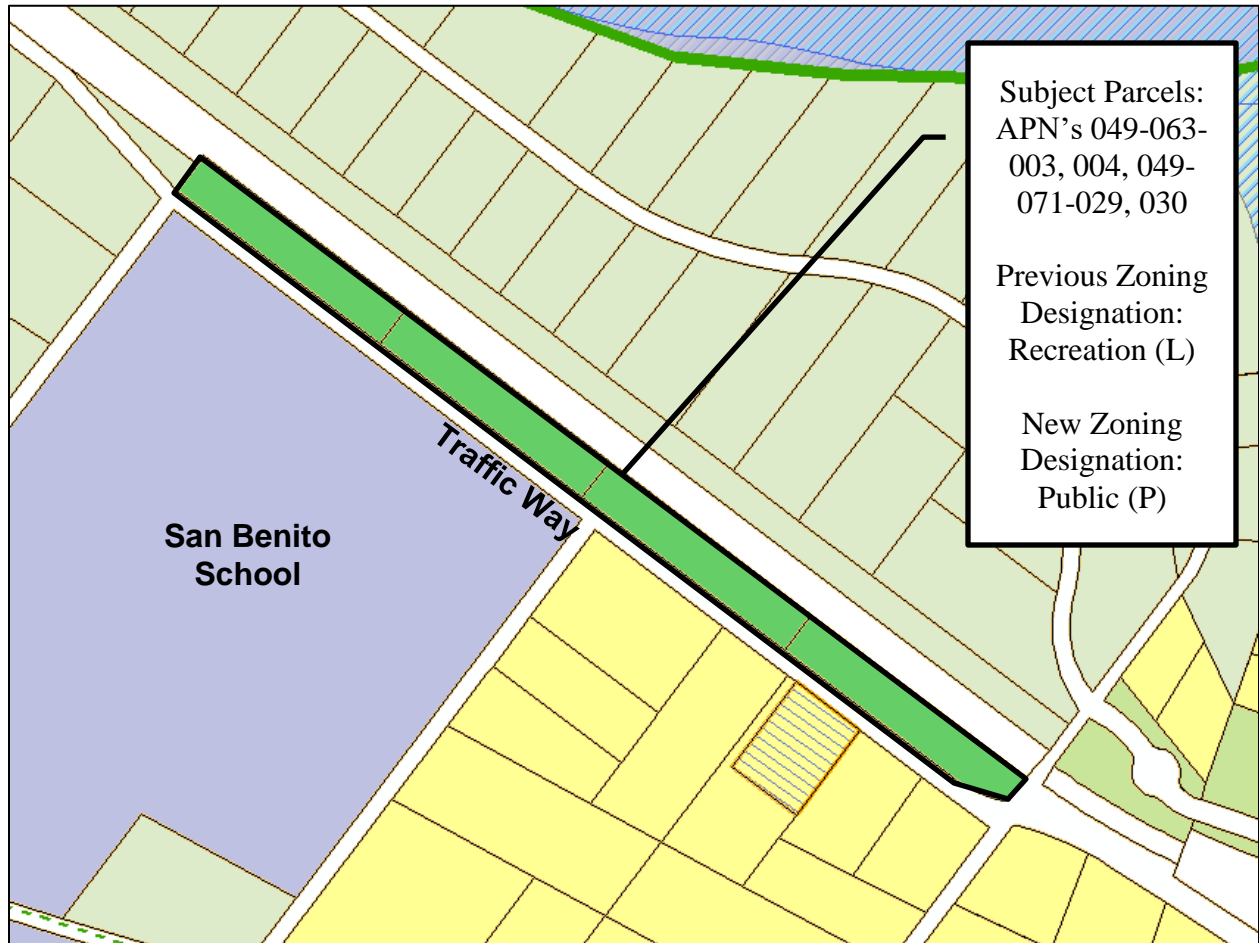 Subject Parcels:
APN's 049-063-
003, 004, 049-
071-029, 030
Previous Zoning
Designation:
Recreation (L)
New Zoning
Designation:
Public (P)
Traffic Way
San Benito
School